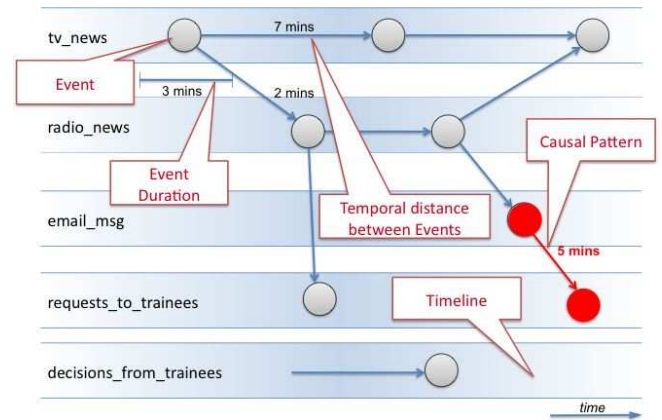 tv_news
7 mins
Event
3 mins
2 mins
radio_news
Causal Pattern
Event
Duration
Temporal distance
between Events
email_msg
5 mins
requests_to_trainees
Timeline
decisions_from_trainees
time